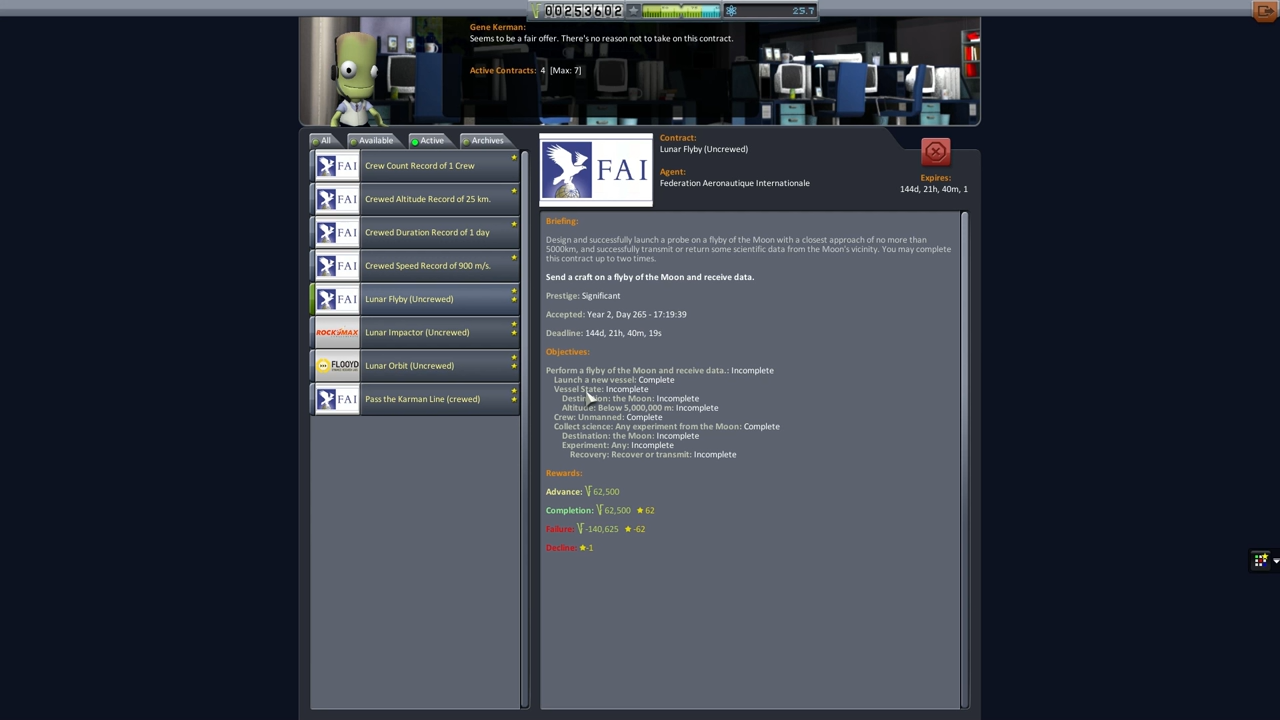 00253602
25.7
Gene Kerman:
Seems to be a fair offer. There's no reason not to take on this contract.
Active Contracts: 4 [Max: 7]
All
Available
Active
Archives
FAI
Crew Count Record of 1 Crew
FAI
Crewed Altitude Record of 25 km.
FAI
Crewed Duration Record of 1 day
FAI
Crewed Speed Record of 900 m/s.
FAI
Lunar Flyby (Uncrewed)
ROCKOMAX
Lunar Impactor (Uncrewed)
FLOOYD
Lunar Orbit (Uncrewed)
FAI
Pass the Karman Line (crewed)
FAI
Contract:
Lunar Flyby (Uncrewed)
Agent:
Federation Aeronautique Internationale
Expires:
144d, 21h, 40m, 1
Briefing:
Design and successfully launch a probe on a flyby of the Moon with a closest approach of no more than
5000km, and successfully transmit or return some scientific data from the Moon's vicinity. You may complete
this contract up to two times.
Send a craft on a flyby of the Moon and receive data.
Prestige: Significant
Accepted: Year 2, Day 265 - 17:19:39
Deadline: 144d, 21h, 40m, 19s
Objectives:
Perform a flyby of the Moon and receive data.: Incomplete
Launch a new vessel: Complete
Vessel State: Incomplete
Destination: the Moon: Incomplete
Altitude: Below 5,000,000 m: Incomplete
Crew: Unmanned: Complete
Collect science: Any experiment from the Moon: Complete
Destination: the Moon: Incomplete
Experiment: Any: Incomplete
Recovery: Recover or transmit: Incomplete
Rewards:
Advance: 62,500
Completion: 62,500 ★ 62
Failure: -140,625 ★ -62
Decline: ★-1